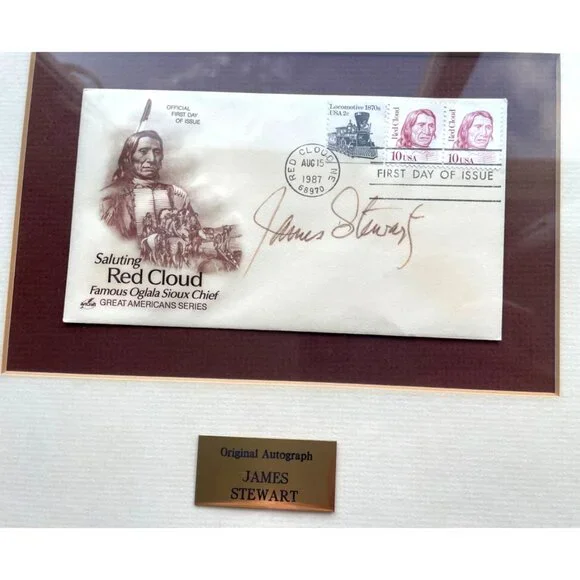 OFFICIAL
FIRST DAY
OF ISSUE
Locomotive 1870s
USA 2c
Red Cloud
10 USA
Red Cloud
10 USA
RED CLOUD NE
AUG 15
1987
68970
FIRST DAY OF ISSUE
James Stewart
Saluting
Red Cloud
Famous Oglala Sioux Chief
GREAT AMERICANS SERIES
Original Autograph
JAMES
STEWART